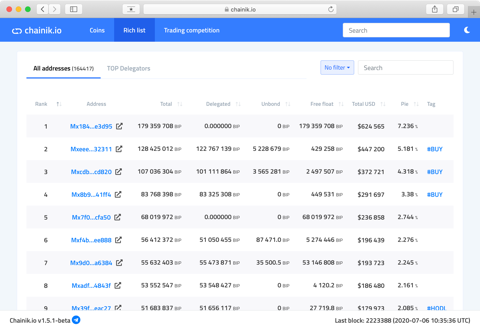 chainik.io
chainik.io
Coins
Rich list
Trading competition
Search
All addresses (164417)
TOP Delegators
No filter
Search
Rank Address Total Delegated Unbond Free float Total USD Pie Tag
1 Mx184...e3d95 179 359 708 BIP 0.000000 BIP 0 BIP 179 359 708 BIP $624 565 7.236 %
2 Mxeee...32311 128 425 012 BIP 122 767 139 BIP 5 228 679 BIP 429 258 BIP $447 200 5.181 % #BUY
3 Mxcdb...cd820 107 036 304 BIP 101 111 864 BIP 3 565 281 BIP 2 497 507 BIP $372 721 4.318 % #BUY
4 Mx8b9...41ff4 83 768 398 BIP 83 325 308 BIP 0 BIP 449 531 BIP $291 697 3.38 % #BUY
5 Mx7f0...cfa50 68 019 972 BIP 0.000000 BIP 0 BIP 68 019 972 BIP $236 858 2.744 %
6 Mxf4b...ee888 56 412 372 BIP 51 050 455 BIP 87 471.0 BIP 5 274 446 BIP $196 439 2.276 %
7 Mx9d0...a6384 55 632 403 BIP 55 473 871 BIP 35 500.5 BIP 53 146 808 BIP $193 723 2.245 %
8 Mxadf...4843f 53 552 547 BIP 53 548 427 BIP 0 BIP 4 120.2 BIP $186 480 2.161 %
9 Mx39f...eac27 51 683 837 BIP 51 656 117 BIP 0 BIP 27 719.8 BIP $179 973 2.085 % #HODL
Chainik.io v1.5.1-beta
Last block: 2223388 (2020-07-06 10:35:36 UTC)